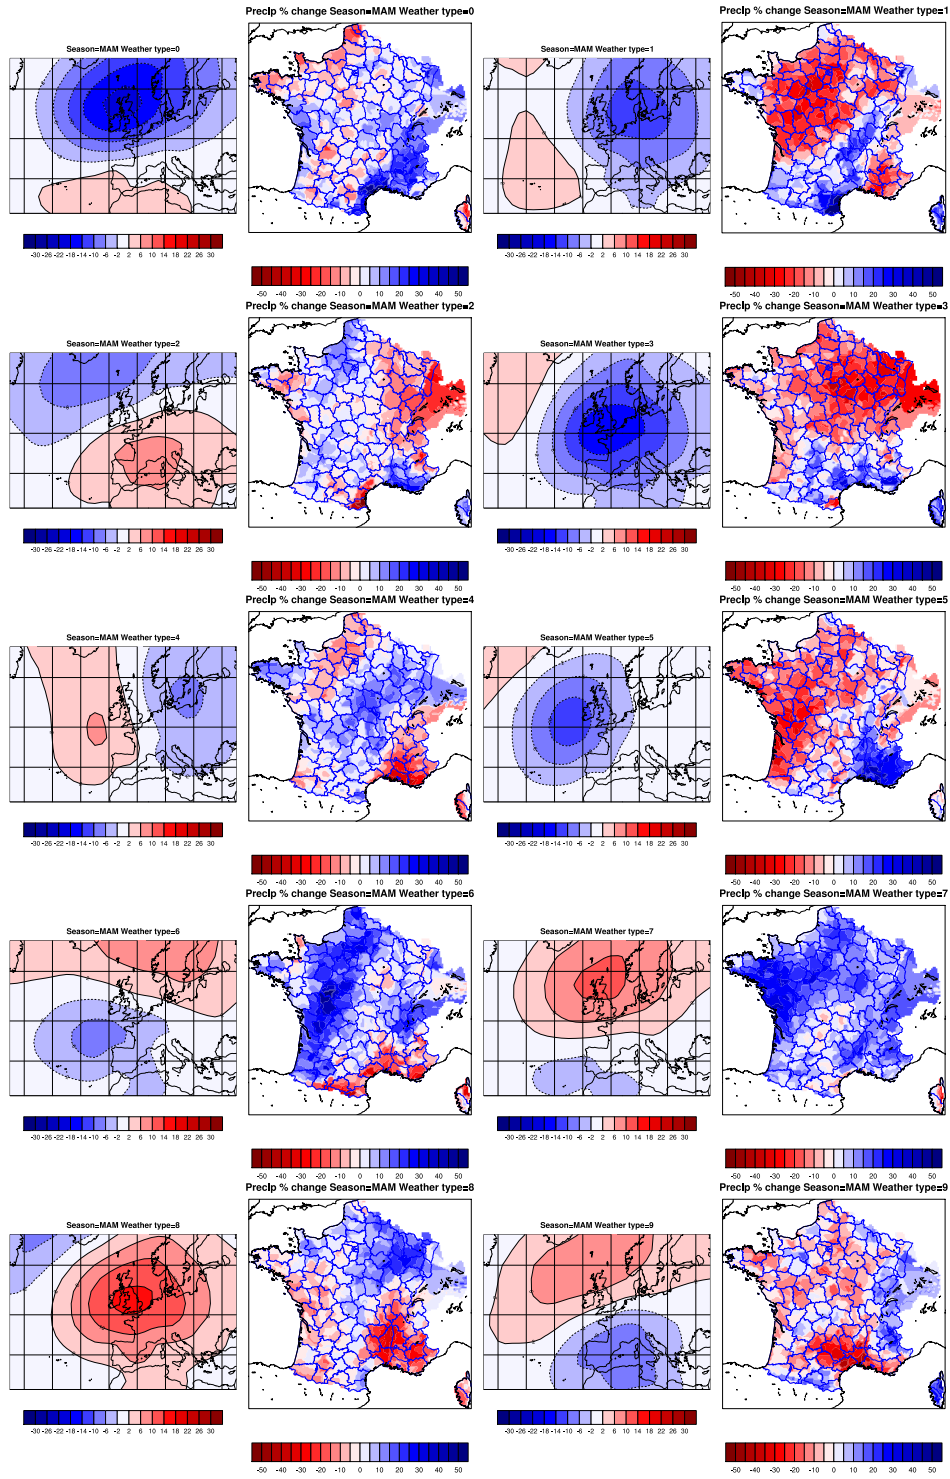 Precip % change Season=MAM Weather type=0
Precip % change Season=MAM Weather type=1
Season=MAM Weather type=0
Season=MAM Weather type=1
-30 -26 -22 -18 -14 -10 -6 -2 2 6 10 14 18 22 26 30
-30 -26 -22 -18 -14 -10 -6 -2 2 6 10 14 18 22 26 30
-50 -40 -30 -20 -10 0 10 20 30 40 50
-50 -40 -30 -20 -10 0 10 20 30 40 50
Precip % change Season=MAM Weather type=2
Precip % change Season=MAM Weather type=3
Season=MAM Weather type=2
Season=MAM Weather type=3
-30 -26 -22 -18 -14 -10 -6 -2 2 6 10 14 18 22 26 30
-30 -26 -22 -18 -14 -10 -6 -2 2 6 10 14 18 22 26 30
-50 -40 -30 -20 -10 0 10 20 30 40 50
-50 -40 -30 -20 -10 0 10 20 30 40 50
Precip % change Season=MAM Weather type=4
Precip % change Season=MAM Weather type=5
Season=MAM Weather type=4
Season=MAM Weather type=5
-30 -26 -22 -18 -14 -10 -6 -2 2 6 10 14 18 22 26 30
-30 -26 -22 -18 -14 -10 -6 -2 2 6 10 14 18 22 26 30
-50 -40 -30 -20 -10 0 10 20 30 40 50
-50 -40 -30 -20 -10 0 10 20 30 40 50
Precip % change Season=MAM Weather type=6
Precip % change Season=MAM Weather type=7
Season=MAM Weather type=6
Season=MAM Weather type=7
-30 -26 -22 -18 -14 -10 -6 -2 2 6 10 14 18 22 26 30
-30 -26 -22 -18 -14 -10 -6 -2 2 6 10 14 18 22 26 30
-50 -40 -30 -20 -10 0 10 20 30 40 50
-50 -40 -30 -20 -10 0 10 20 30 40 50
Precip % change Season=MAM Weather type=8
Precip % change Season=MAM Weather type=9
Season=MAM Weather type=8
Season=MAM Weather type=9
-30 -26 -22 -18 -14 -10 -6 -2 2 6 10 14 18 22 26 30
-30 -26 -22 -18 -14 -10 -6 -2 2 6 10 14 18 22 26 30
-50 -40 -30 -20 -10 0 10 20 30 40 50
-50 -40 -30 -20 -10 0 10 20 30 40 50